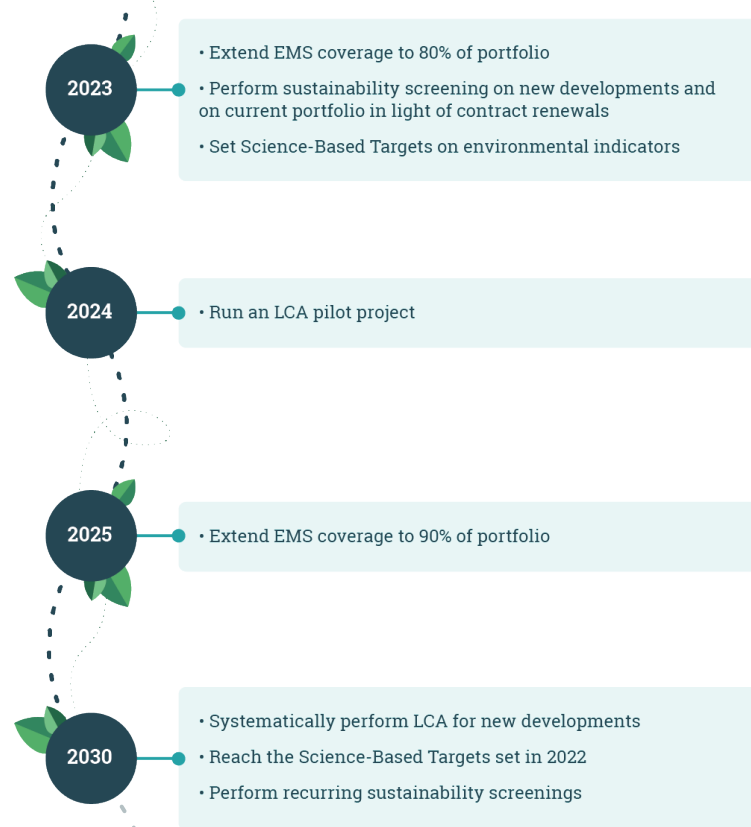 2023
• Extend EMS coverage to 80% of portfolio
• Perform sustainability screening on new developments and
on current portfolio in light of contract renewals
• Set Science-Based Targets on environmental indicators
2024
• Run an LCA pilot project
2025
• Extend EMS coverage to 90% of portfolio
2030
• Systematically perform LCA for new developments
• Reach the Science-Based Targets set in 2022
• Perform recurring sustainability screenings